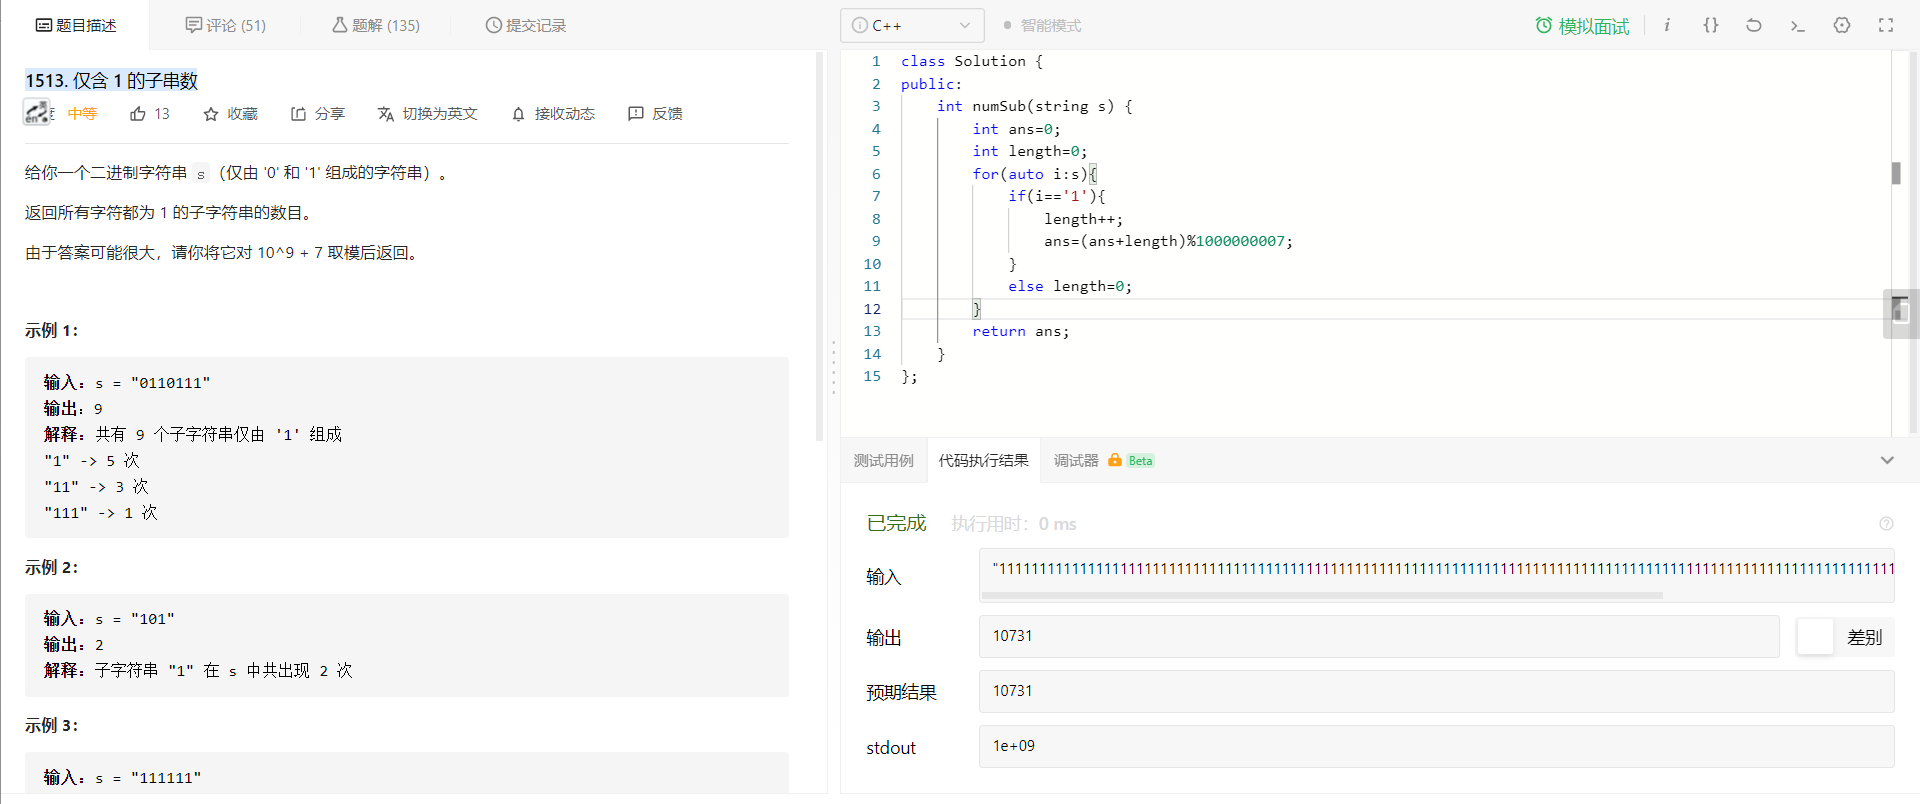 题目描述
评论 (51)
题解 (135)
提交记录
C++
智能模式
模拟面试
1513. 仅含 1 的子串数
中等
13
收藏
分享
切换为英文
接收动态
反馈
给你一个二进制字符串 s（仅由 '0' 和 '1' 组成的字符串）。
返回所有字符都为 1 的子字符串的数目。
由于答案可能很大，请你将它对 10^9 + 7 取模后返回。
示例 1：
输入：s = "0110111"
输出：9
解释：共有 9 个子字符串仅由 '1' 组成
"1" -> 5 次
"11" -> 3 次
"111" -> 1 次
示例 2：
输入：s = "101"
输出：2
解释：子字符串 "1" 在 s 中共出现 2 次
示例 3：
输入：s = "111111"
1 class Solution {
2 public:
3     int numSub(string s) {
4         int ans=0;
5         int length=0;
6         for(auto i:s){
7             if(i=='1'){
8                 length++;
9                 ans=(ans+length)%1000000007;
10             }
11             else length=0;
12         }
13         return ans;
14     }
15 };
测试用例
代码执行结果
调试器
Beta
已完成
执行用时：0 ms
输入
输出
10731
差别
预期结果
10731
stdout
1e+09